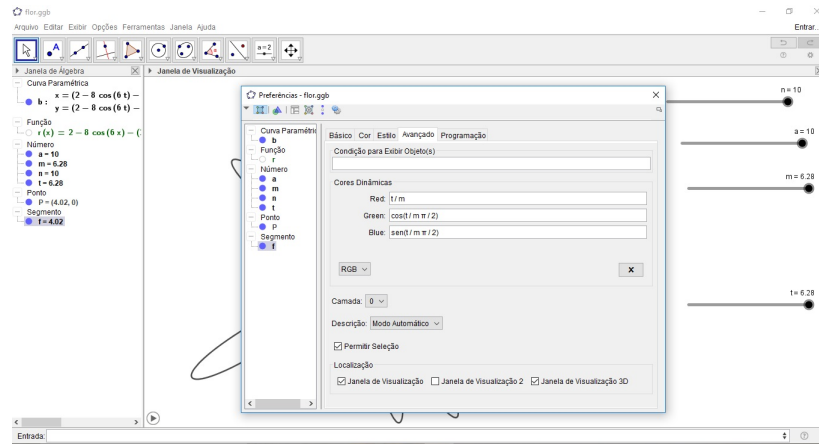 flor.ggb
Arquivo Editar Exibir Opções Ferramentas Janela Ajuda
Entrar...
A
a=2
Janela de Álgebra
Janela de Visualização
Curva Paramétrica
b :
x = (2 − 8 cos (6 t) −
y = (2 − 8 cos (6 t) −
Função
r (x) = 2 − 8 cos (6 x) − (
Número
a = 10
m = 6.28
n = 10
t = 6.28
Ponto
P = (4.02, 0)
Segmento
f = 4.02
Preferências - flor.ggb
Curva Paramétric
b
Função
r
Número
a
m
n
t
Ponto
P
Segmento
f
Básico Cor Estilo Avançado Programação
Condição para Exibir Objeto(s)
Cores Dinâmicas
Red: t / m
Green: cos(t / m π / 2)
Blue: sen(t / m π / 2)
RGB
x
Camada: 0
Descrição: Modo Automático
Permitir Seleção
Localização
Janela de Visualização Janela de Visualização 2 Janela de Visualização 3D
n = 10
a = 10
m = 6.28
t = 6.28
Entrada: